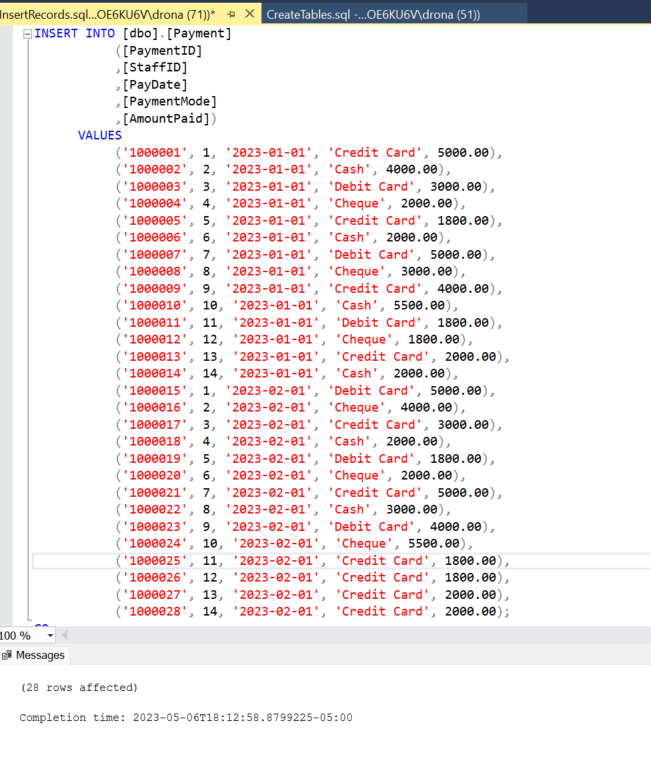 InsertRecords.sql...OE6KU6V\drona (71))* CreateTables.sql -...OE6KU6V\drona (51))
INSERT INTO [dbo].[Payment]
([PaymentID]
,[StaffID]
,[PayDate]
,[PaymentMode]
,[AmountPaid])
VALUES
('1000001', 1, '2023-01-01', 'Credit Card', 5000.00),
('1000002', 2, '2023-01-01', 'Cash', 4000.00),
('1000003', 3, '2023-01-01', 'Debit Card', 3000.00),
('1000004', 4, '2023-01-01', 'Cheque', 2000.00),
('1000005', 5, '2023-01-01', 'Credit Card', 1800.00),
('1000006', 6, '2023-01-01', 'Cash', 2000.00),
('1000007', 7, '2023-01-01', 'Debit Card', 5000.00),
('1000008', 8, '2023-01-01', 'Cheque', 3000.00),
('1000009', 9, '2023-01-01', 'Credit Card', 4000.00),
('1000010', 10, '2023-01-01', 'Cash', 5500.00),
('1000011', 11, '2023-01-01', 'Debit Card', 1800.00),
('1000012', 12, '2023-01-01', 'Cheque', 1800.00),
('1000013', 13, '2023-01-01', 'Credit Card', 2000.00),
('1000014', 14, '2023-01-01', 'Cash', 2000.00),
('1000015', 1, '2023-02-01', 'Debit Card', 5000.00),
('1000016', 2, '2023-02-01', 'Cheque', 4000.00),
('1000017', 3, '2023-02-01', 'Credit Card', 3000.00),
('1000018', 4, '2023-02-01', 'Cash', 2000.00),
('1000019', 5, '2023-02-01', 'Debit Card', 1800.00),
('1000020', 6, '2023-02-01', 'Cheque', 2000.00),
('1000021', 7, '2023-02-01', 'Credit Card', 5000.00),
('1000022', 8, '2023-02-01', 'Cash', 3000.00),
('1000023', 9, '2023-02-01', 'Debit Card', 4000.00),
('1000024', 10, '2023-02-01', 'Cheque', 5500.00),
('1000025', 11, '2023-02-01', 'Credit Card', 1800.00),
('1000026', 12, '2023-02-01', 'Credit Card', 1800.00),
('1000027', 13, '2023-02-01', 'Credit Card', 2000.00),
('1000028', 14, '2023-02-01', 'Credit Card', 2000.00);
100 %
Messages
(28 rows affected)
Completion time: 2023-05-06T18:12:58.8799225-05:00